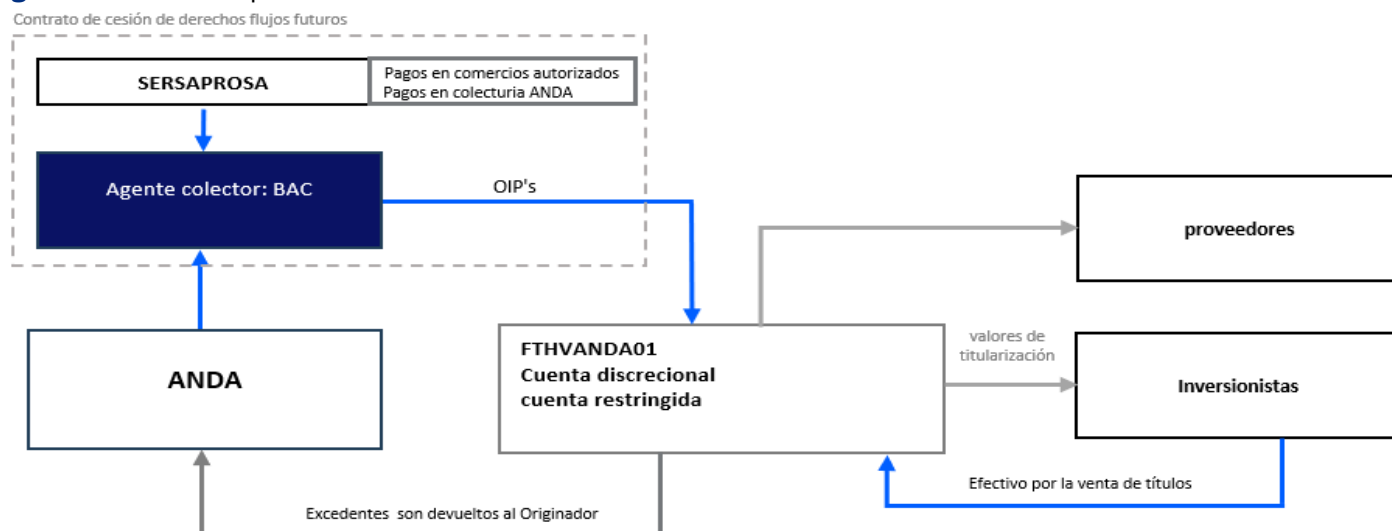 Contrato de cesión de derechos flujos futuros
SERSAPROSA
Pagos en comercios autorizados
Pagos en colecturia ANDA
Agente colector: BAC
OIP's
proveedores
ANDA
FTHVANDA01
Cuenta discrecional
cuenta restringida
valores de
titularización
Inversionistas
Efectivo por la venta de títulos
Excedentes son devueltos al Originador